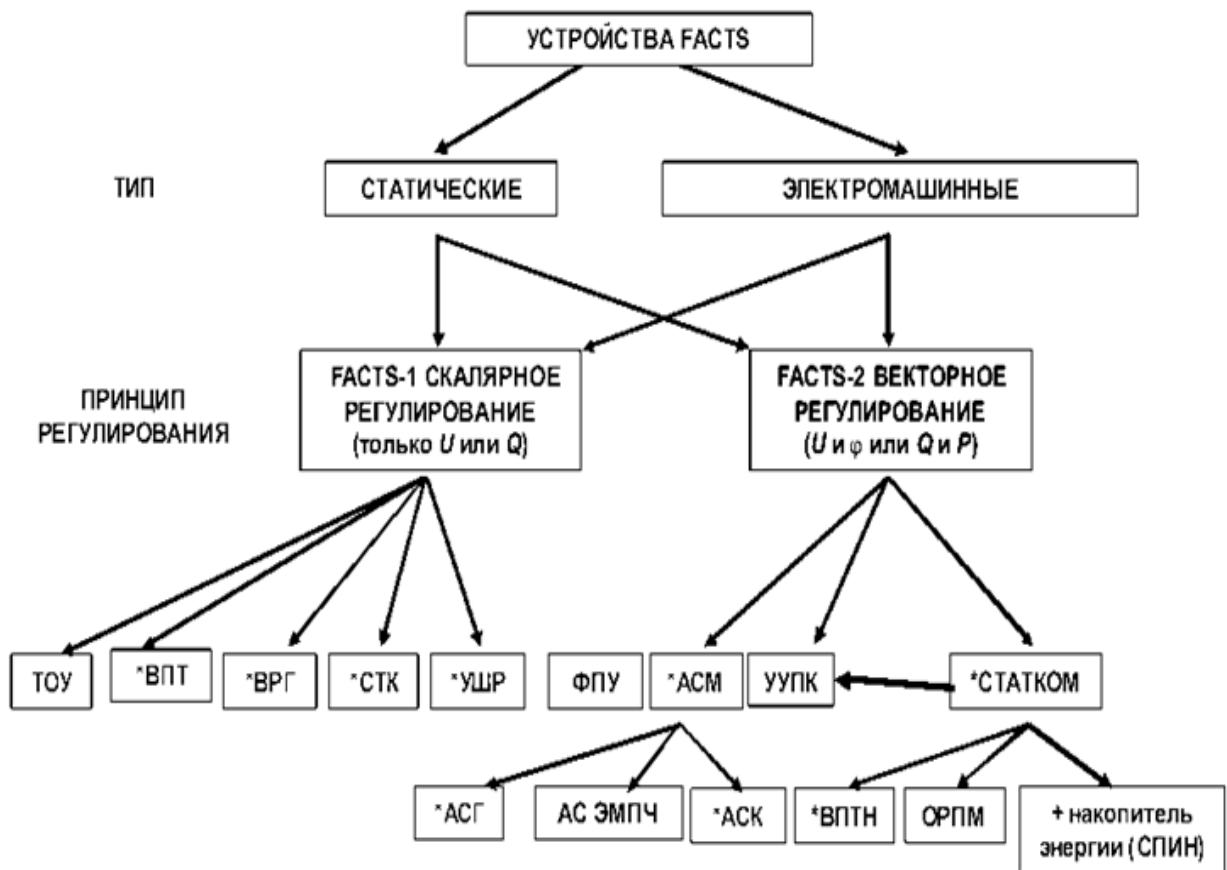 УСТРОЙСТВА FACTS
ТИП
СТАТИЧЕСКИЕ
ЭЛЕКТРОМАШИННЫЕ
ПРИНЦИП
РЕГУЛИРОВАНИЯ
FACTS-1 СКАЛЯРНОЕ
РЕГУЛИРОВАНИЕ
(только U или Q)
FACTS-2 ВЕКТОРНОЕ
РЕГУЛИРОВАНИЕ
(U и φ или Q и P)
ТОУ
*ВПТ
*ВРГ
*СТК
*УШР
ФПУ
*АСМ
УУПК
*СТАТКОМ
*АСГ
АС ЭМПЧ
*АСК
*ВПТН
ОРПМ
+ накопитель
энергии (СПИН)